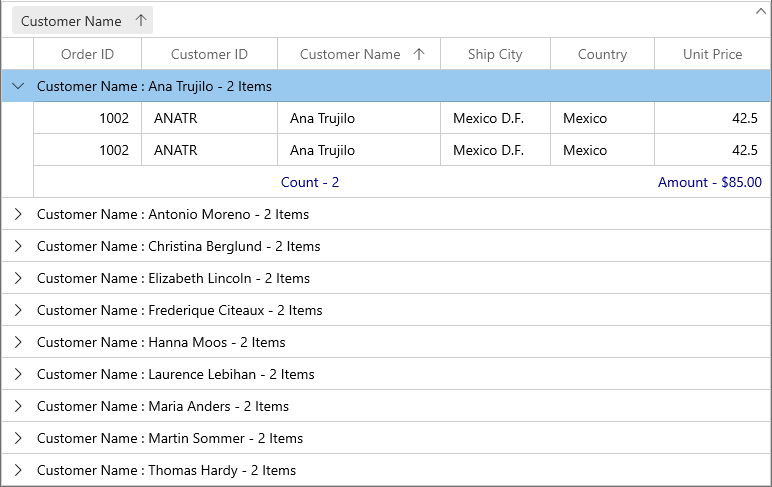 Customer Name
Order ID Customer ID Customer Name Ship City Country Unit Price
Customer Name : Ana Trujilo - 2 Items
1002 ANATR Ana Trujilo Mexico D.F. Mexico 42.5
1002 ANATR Ana Trujilo Mexico D.F. Mexico 42.5
Count - 2 Amount - $85.00
Customer Name : Antonio Moreno - 2 Items
Customer Name : Christina Berglund - 2 Items
Customer Name : Elizabeth Lincoln - 2 Items
Customer Name : Frederique Citeaux - 2 Items
Customer Name : Hanna Moos - 2 Items
Customer Name : Laurence Lebihan - 2 Items
Customer Name : Maria Anders - 2 Items
Customer Name : Martin Sommer - 2 Items
Customer Name : Thomas Hardy - 2 Items